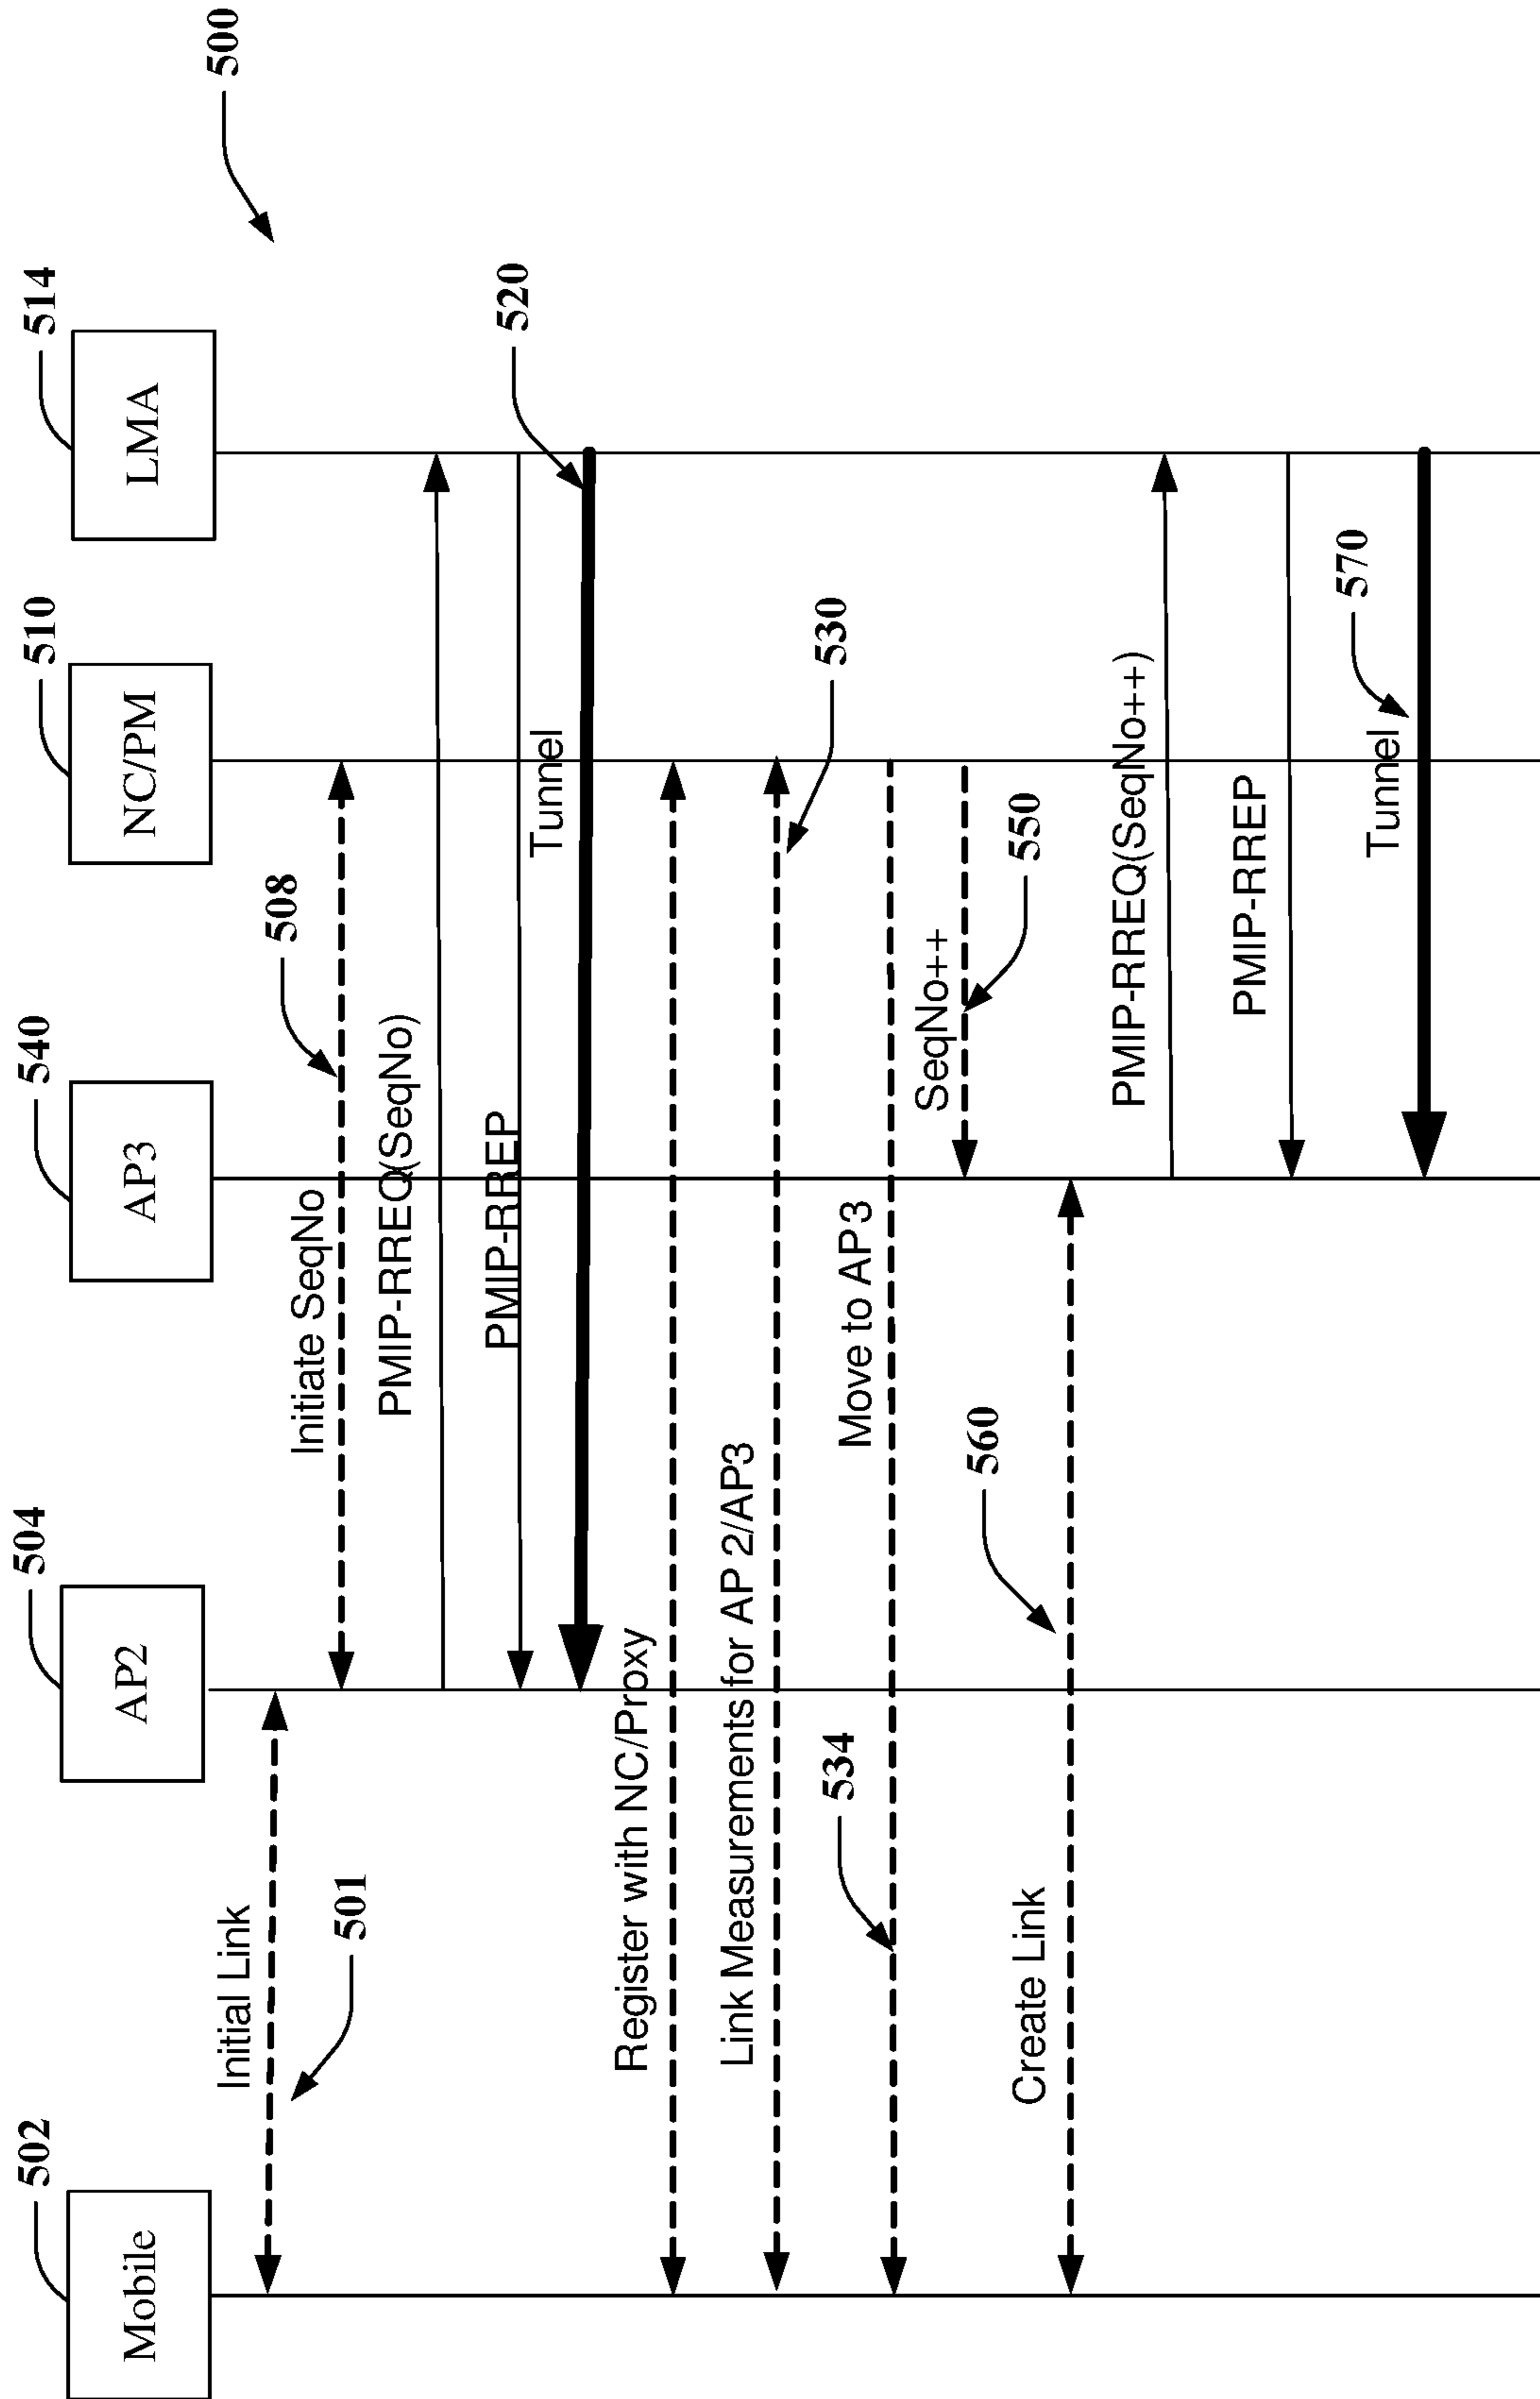 500
502
504
540
510
514
Mobile
AP2
AP3
NC/PM
LMA
Initial Link
501
Initiate SeqNo
508
PMIP-RREQ(SeqNo)
PMIP-RREP
Tunnel
520
Register with NC/Proxy
Link Measurements for AP 2/AP3
530
534
Move to AP3
SeqNo++
550
560
Create Link
PMIP-RREQ(SeqNo++)
PMIP-RREP
Tunnel
570